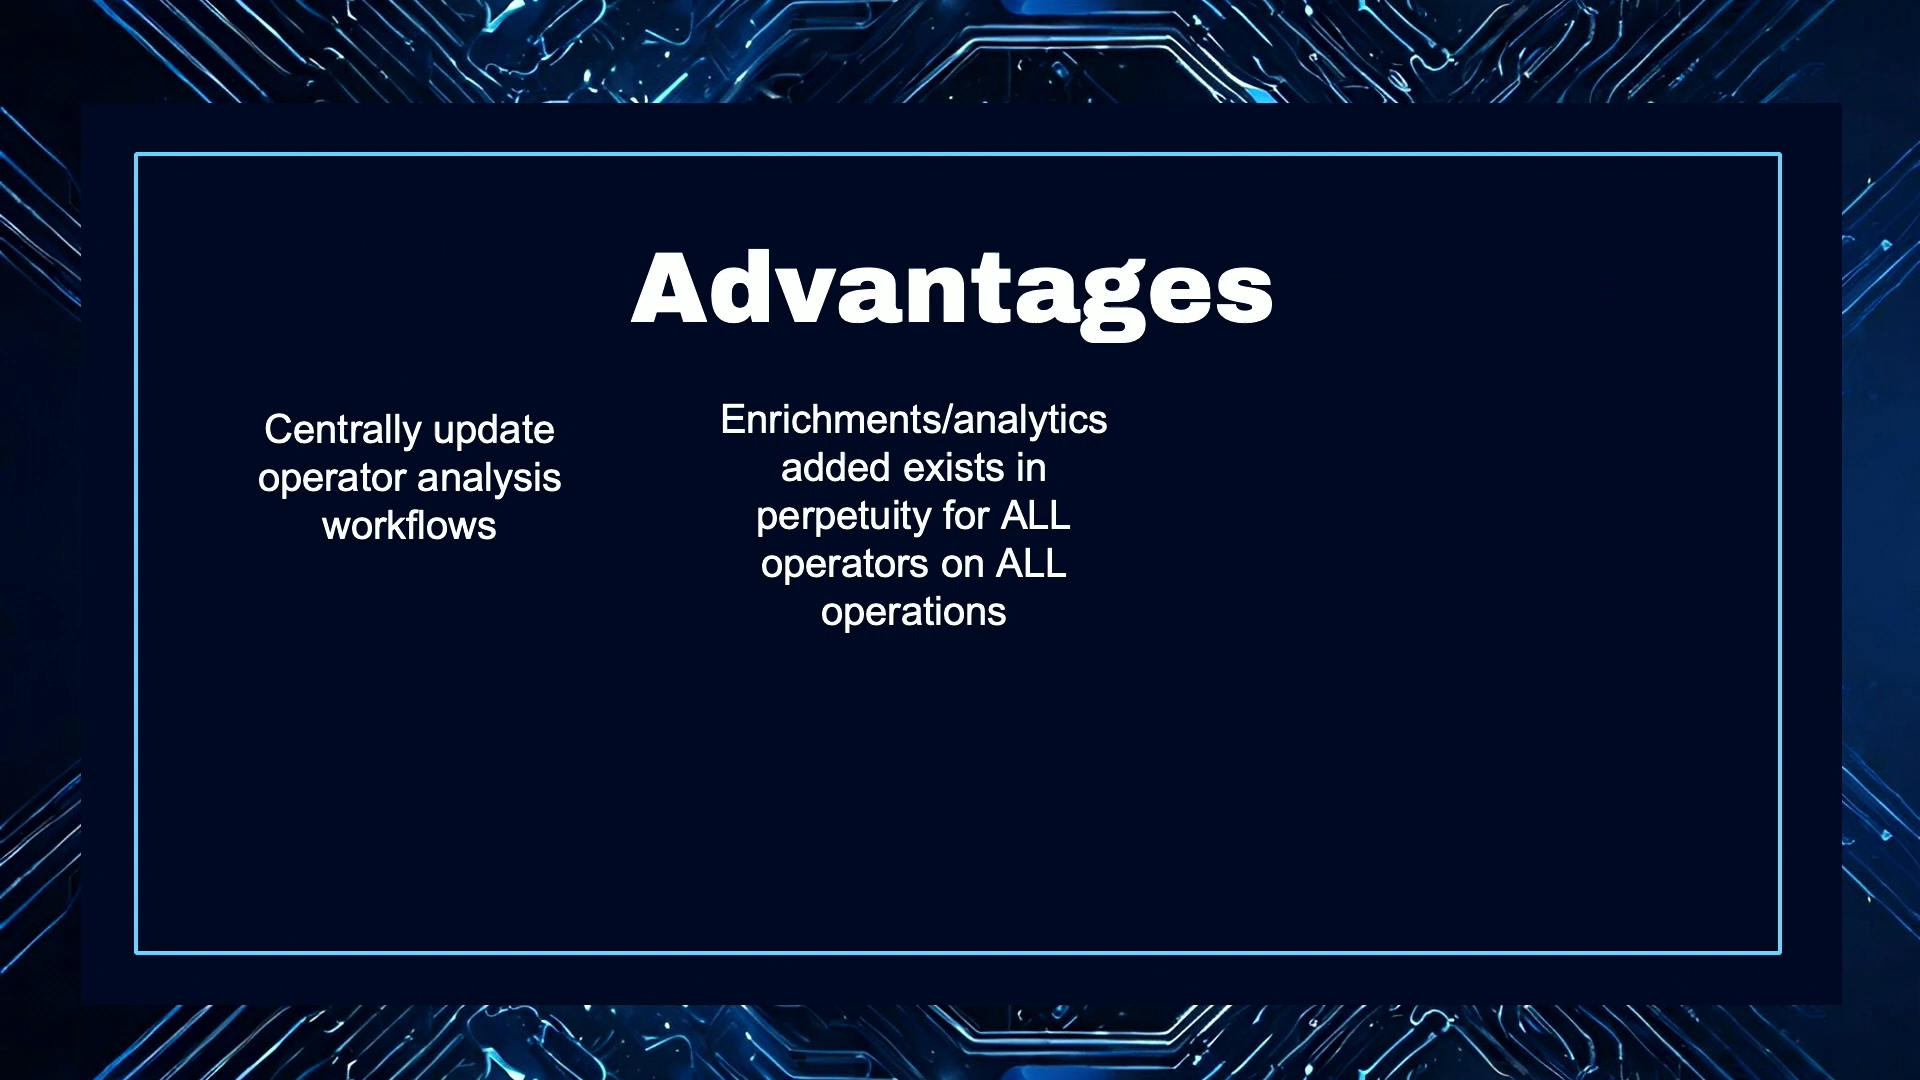 Advantages
Centrally update
operator analysis
workflows
Enrichments/analytics
added exists in
perpetuity for ALL
operators on ALL
operations